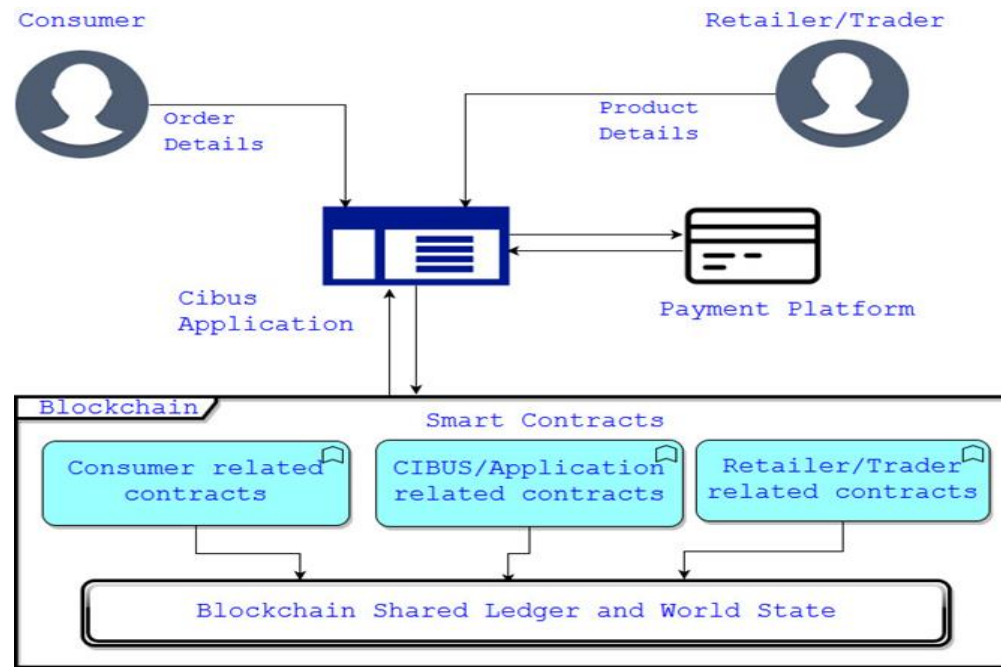 Consumer
Retailer/Trader
Order
Details
Product
Details
Cibus
Application
Payment Platform
Blockchain
Smart Contracts
Consumer related
contracts
CIBUS/Application
related contracts
Retailer/Trader
related contracts
Blockchain Shared Ledger and World State